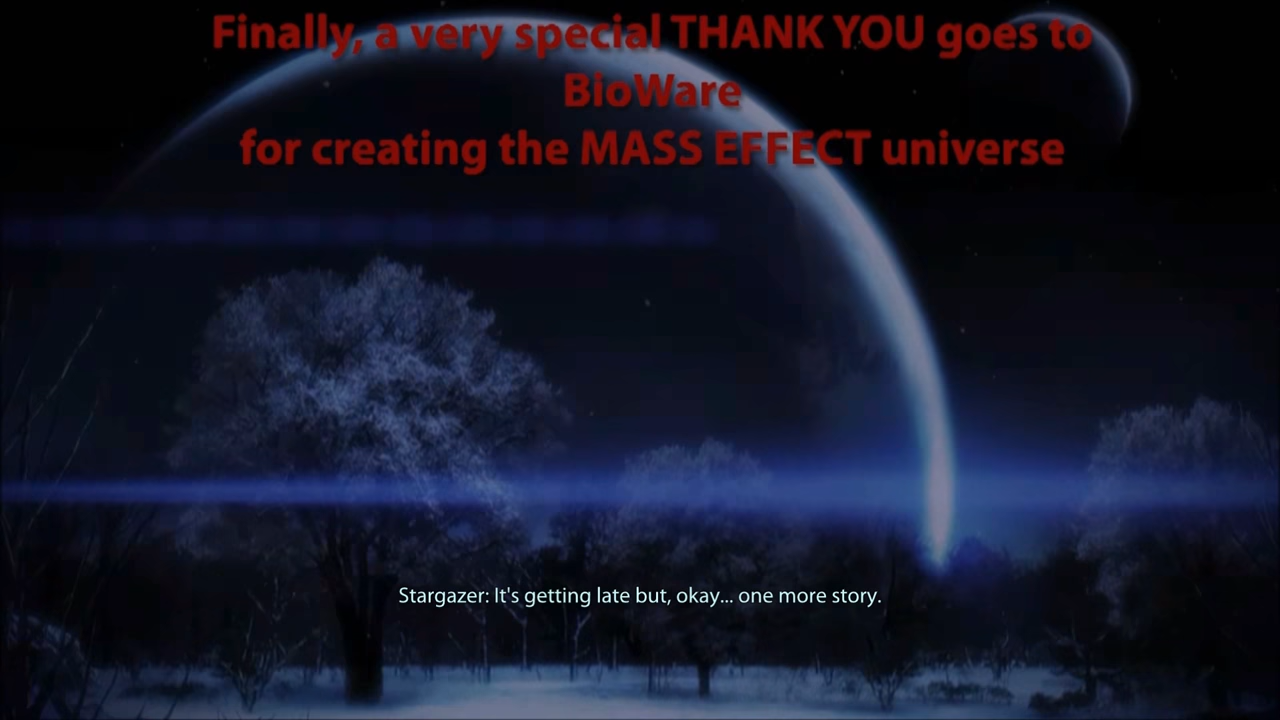 Finally, a very special THANK YOU goes to
BioWare
for creating the MASS EFFECT universe
Stargazer: It's getting late but, okay... one more story.